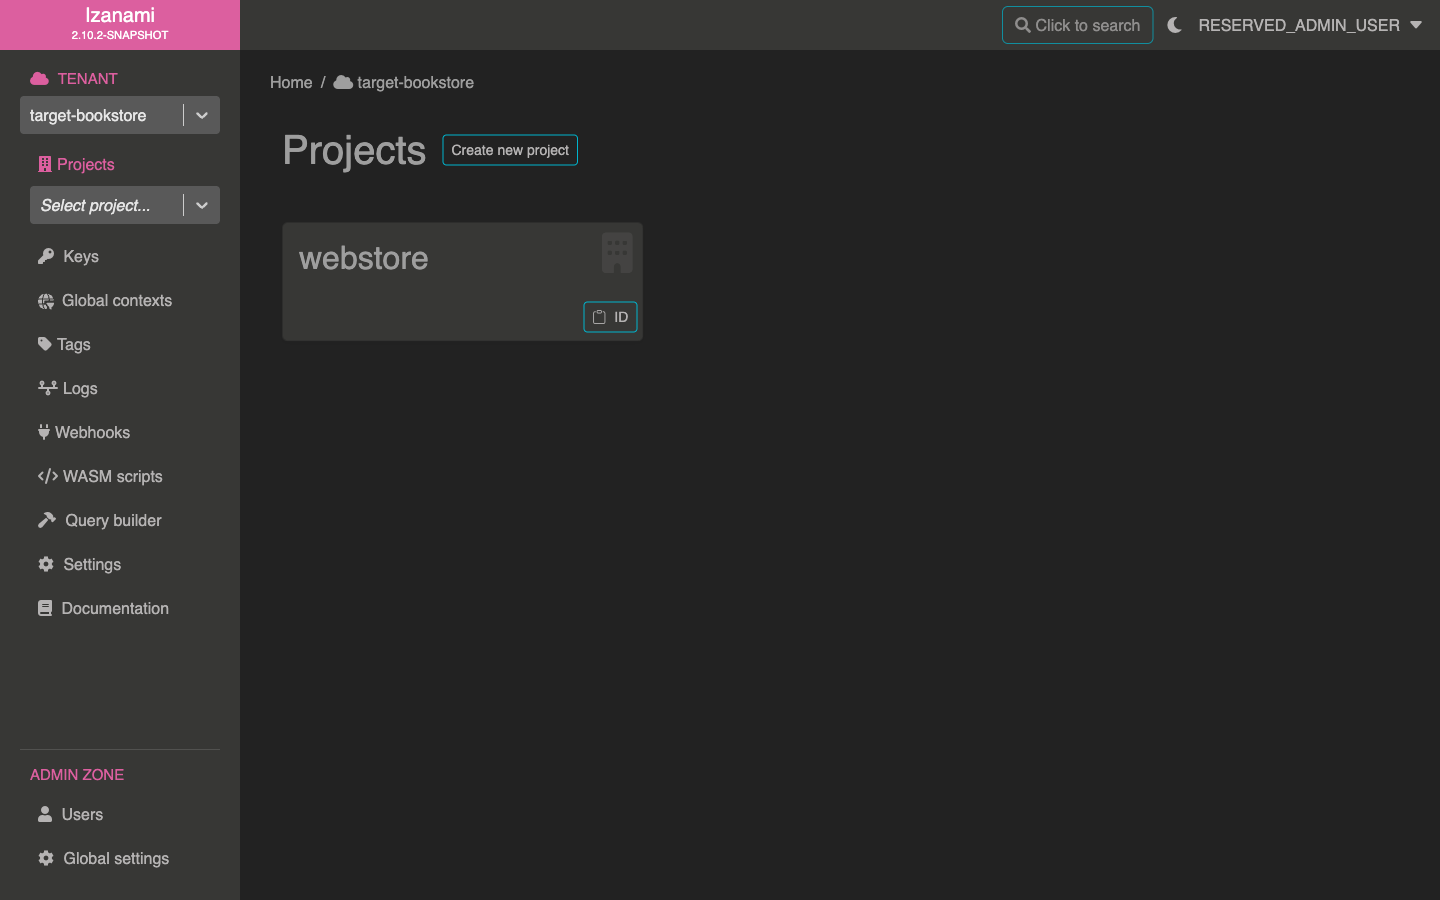 Izanami
2.10.2-SNAPSHOT
Click to search
RESERVED_ADMIN_USER
TENANT
target-bookstore
Projects
Select project...
Keys
Global contexts
Tags
Logs
Webhooks
WASM scripts
Query builder
Settings
Documentation
ADMIN ZONE
Users
Global settings
Home / target-bookstore
Projects
Create new project
webstore
ID